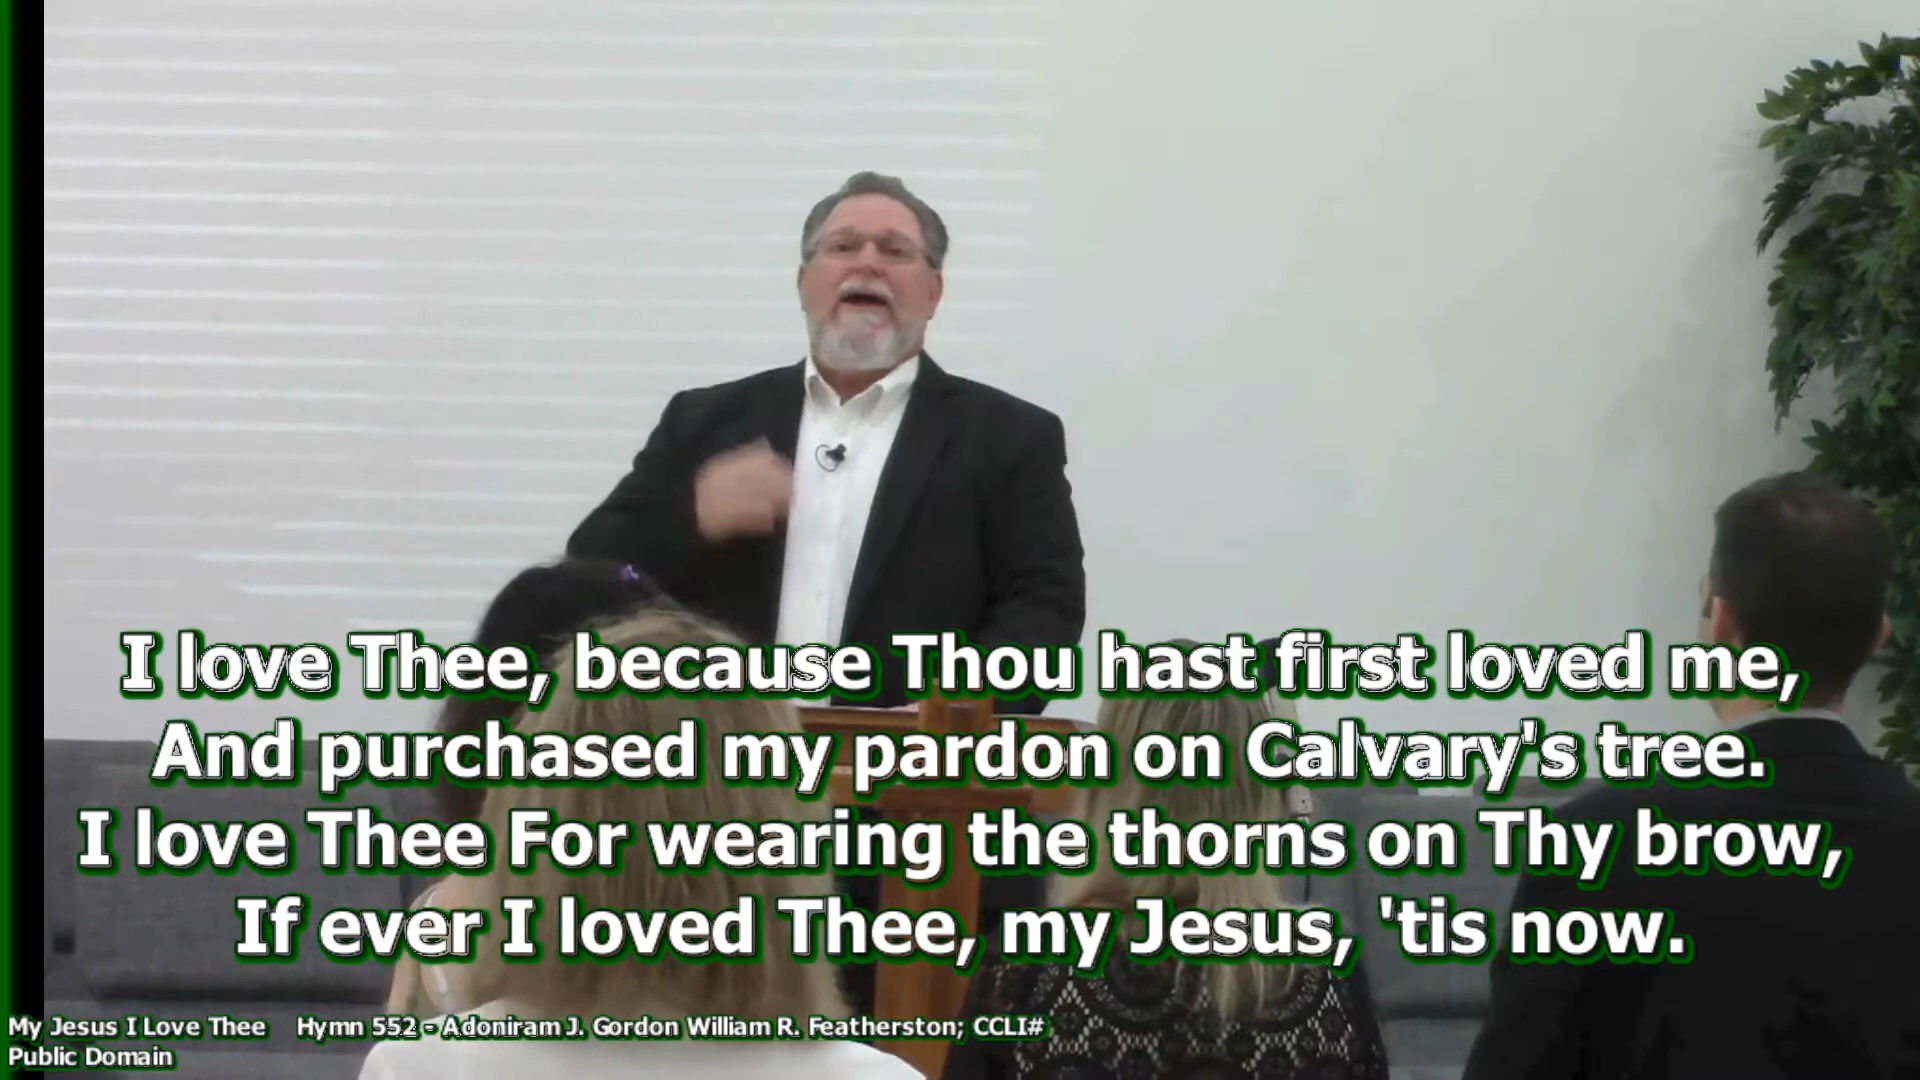 I love Thee, because Thou hast first loved me,
And purchased my pardon on Calvary's tree.
I love Thee For wearing the thorns on Thy brow,
If ever I loved Thee, my Jesus, 'tis now.
My Jesus I Love Thee Hymn 552 - Adoniram J. Gordon William R. Featherston; CCLI#
Public Domain